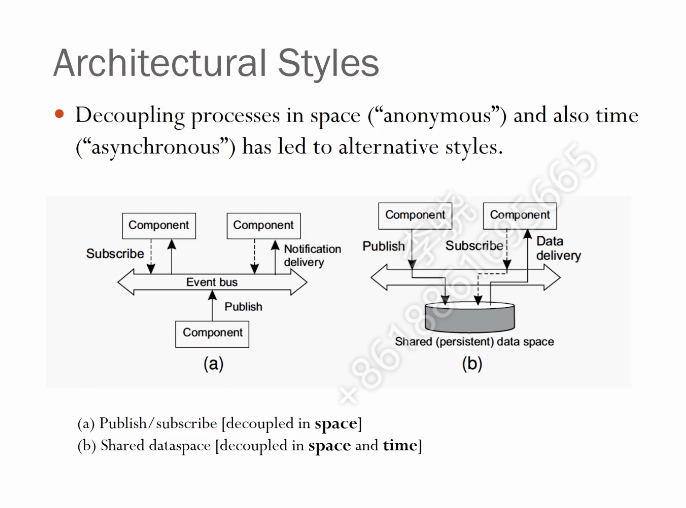 Architectural Styles
• Decoupling processes in space (“anonymous”) and also time
(“asynchronous”) has led to alternative styles.
Component
Component
Subscribe
Notification
delivery
Event bus
Publish
Component
(a)
Component
Component
Publish
Subscribe
Data
delivery
Shared (persistent) data space
(b)
(a) Publish/subscribe [decoupled in space]
(b) Shared dataspace [decoupled in space and time]